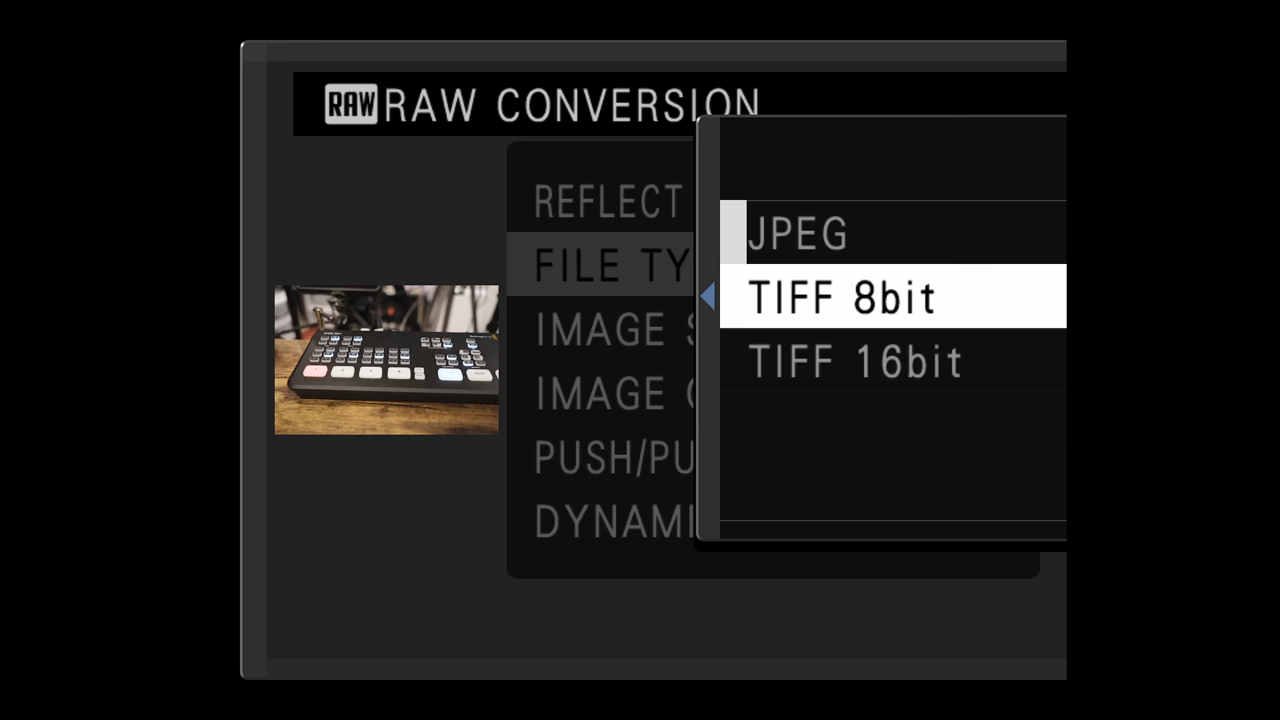 RAW RAW CONVERSION
REFLECT
FILE TY
IMAGE
IMAGE
PUSH/PU
DYNAMI
JPEG
TIFF 8bit
TIFF 16bit